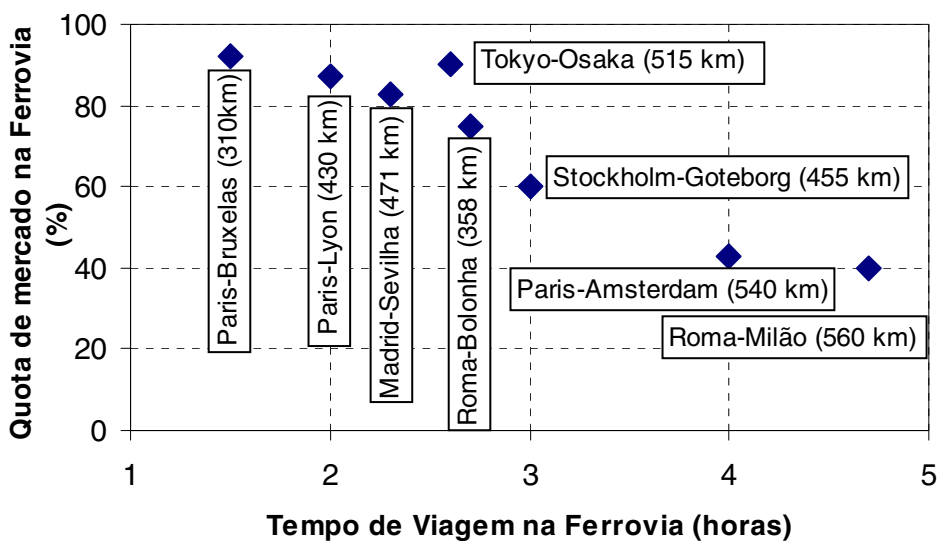 Quota de mercado na Ferrovia
(%)
100
80
60
40
20
0
Paris-Bruxelas (310km)
Paris-Lyon (430 km)
Madrid-Sevilha (471 km)
Roma-Bolonha (358 km)
Tokyo-Osaka (515 km)
Stockholm-Goteborg (455 km)
Paris-Amsterdam (540 km)
Roma-Milão (560 km)
1 2 3 4 5
Tempo de Viagem na Ferrovia (horas)